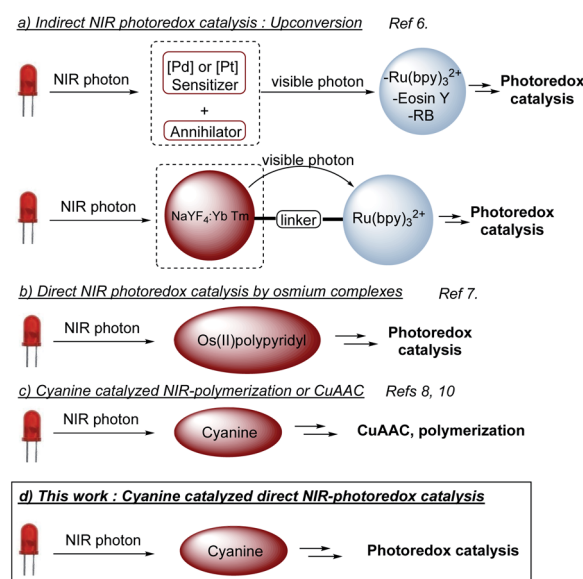 a) Indirect NIR photoredox catalysis : Upconversion Ref 6.
NIR photon
[Pd] or [Pt]
Sensitizer
+
Annihilator
visible photon
-Ru(bpy)₃²⁺
-Eosin Y
-RB
Photoredox
catalysis
visible photon
NIR photon
NaYF₄:Yb Tm
linker
Ru(bpy)₃²⁺
Photoredox
catalysis
b) Direct NIR photoredox catalysis by osmium complexes Ref 7.
NIR photon
Os(II)polypyridyl
Photoredox
catalysis
c) Cyanine catalyzed NIR-polymerization or CuAAC Refs 8, 10
NIR photon
Cyanine
CuAAC, polymerization
d) This work : Cyanine catalyzed direct NIR-photoredox catalysis
NIR photon
Cyanine
Photoredox catalysis